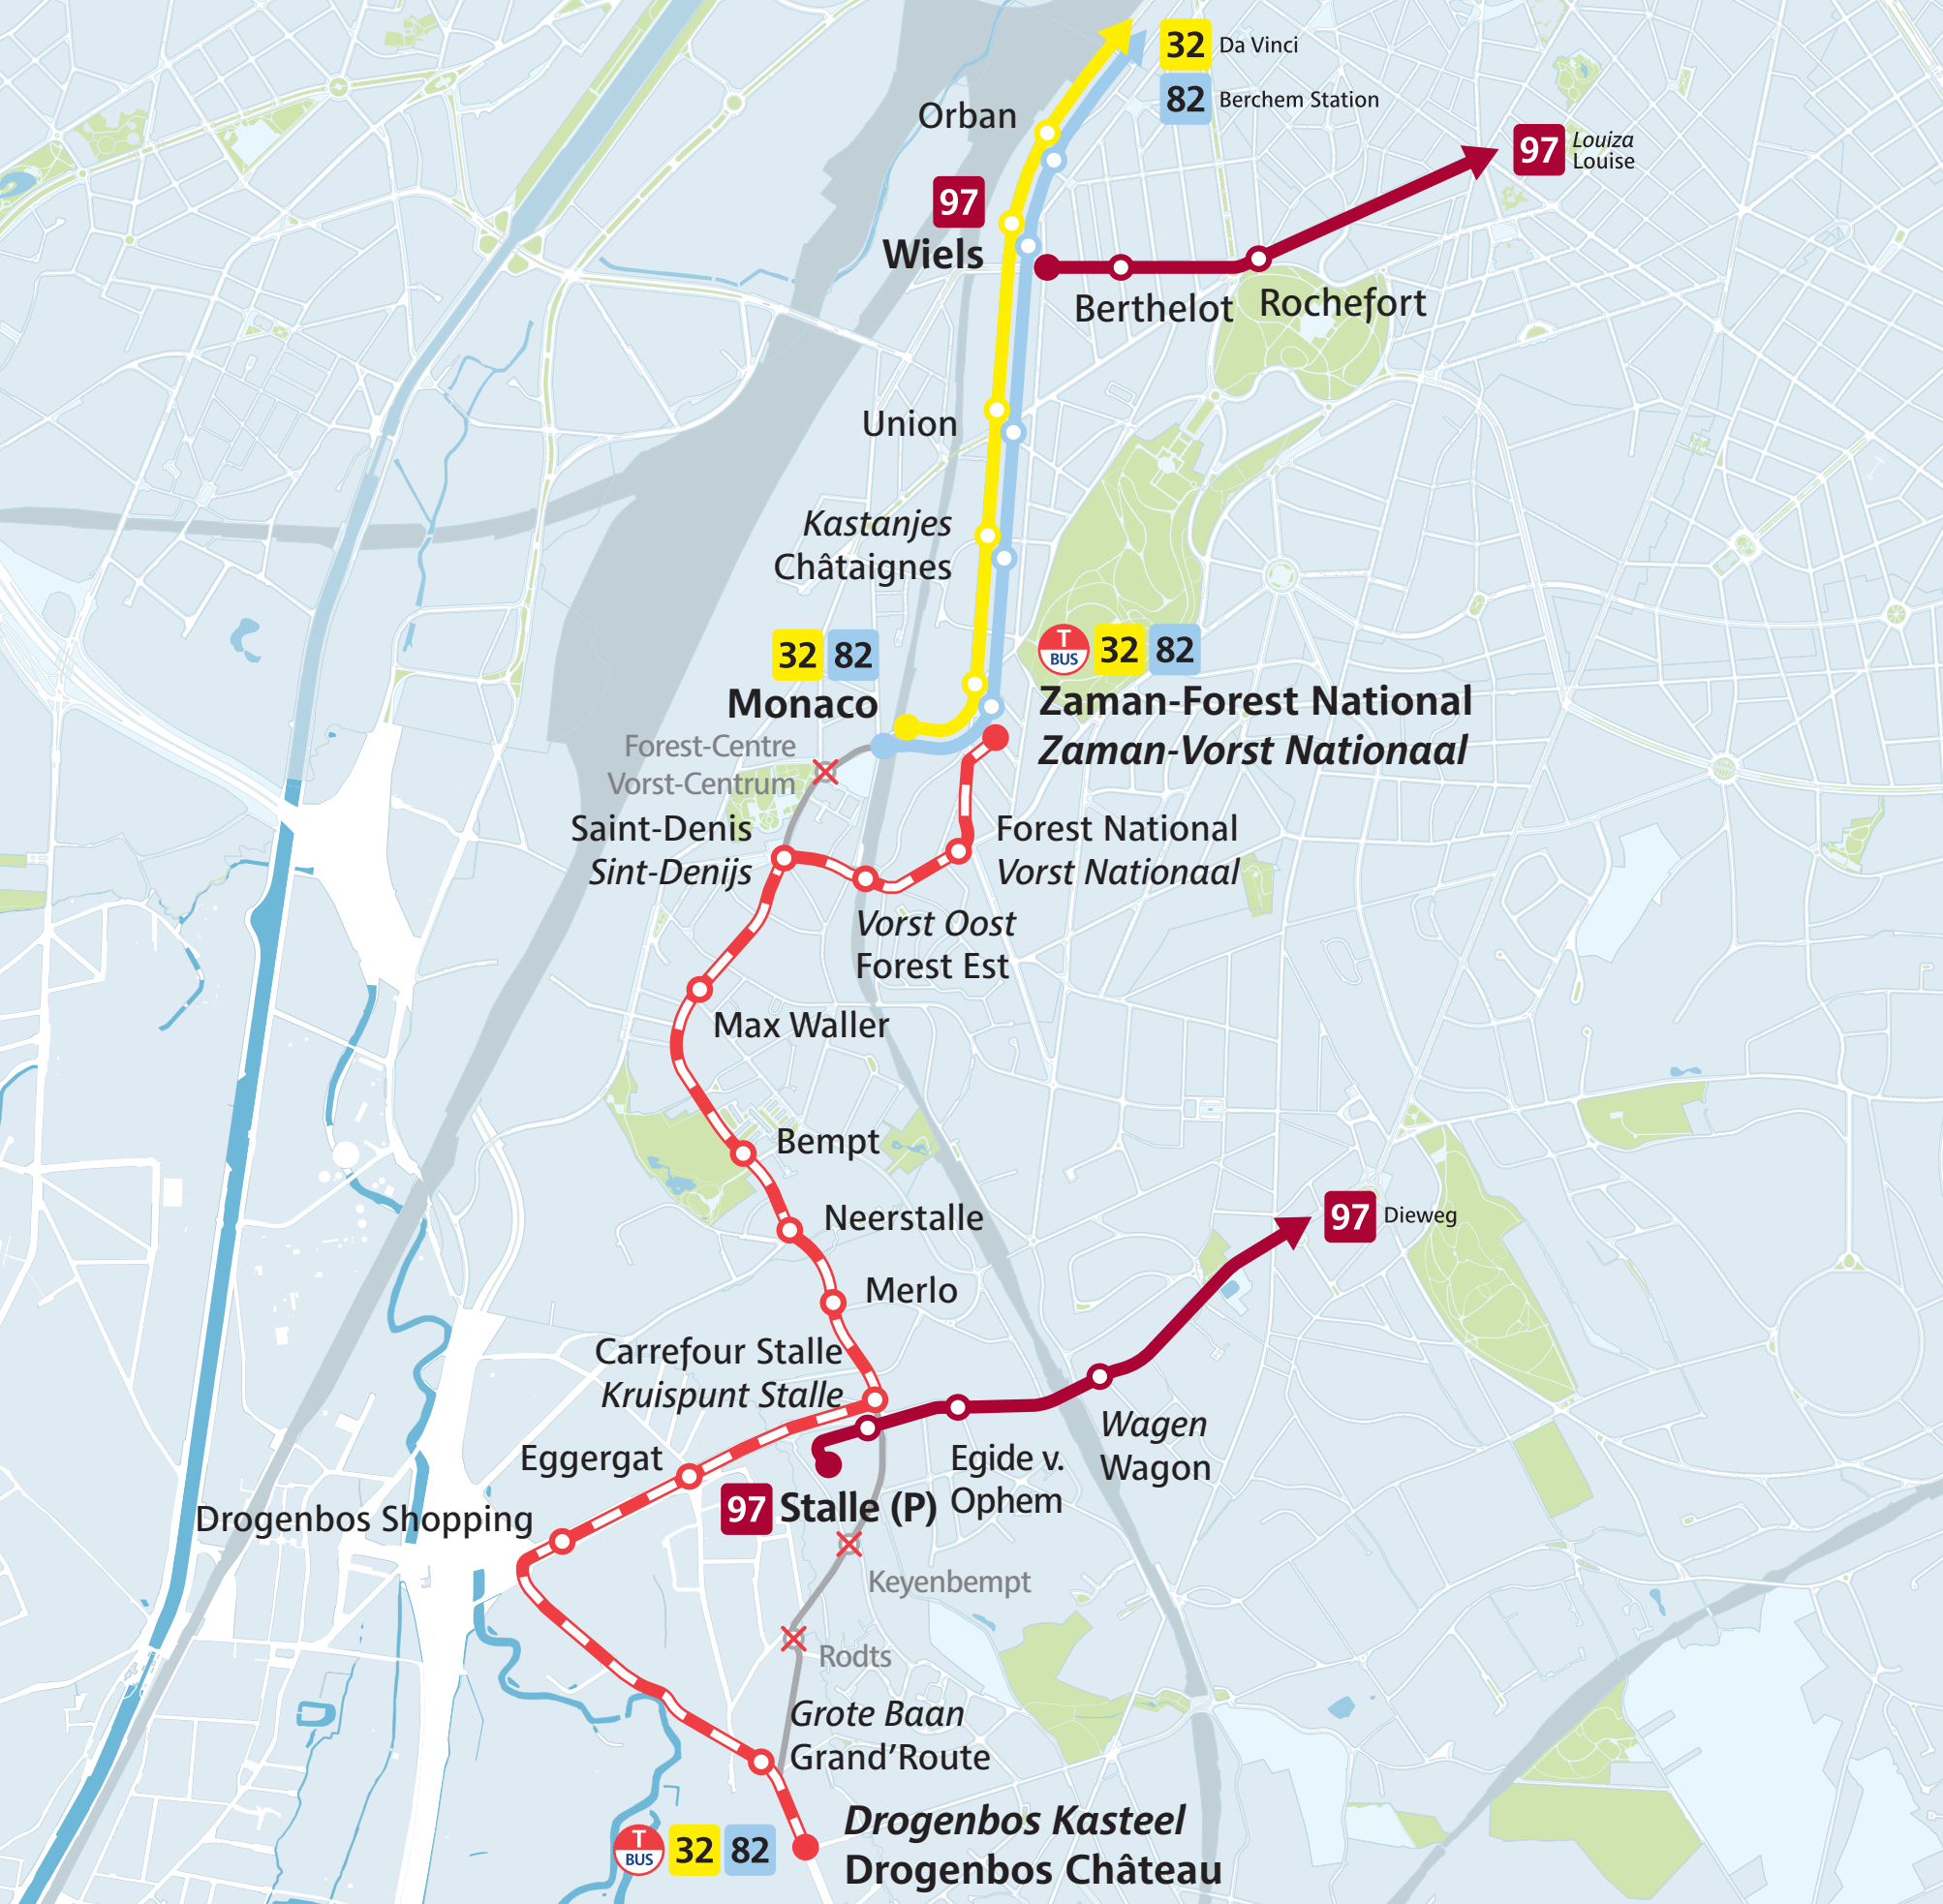 32 Da Vinci
82 Berchem Station
Orban
97 Louiza
Louise
97
Wiels
Berthelot
Rochefort
Union
Kastanjes
Châtaignes
32 82
Monaco
T BUS 32 82
Zaman-Forest National
Zaman-Vorst Nationaal
Forest-Centre
Vorst-Centrum
Saint-Denis
Sint-Denijs
Forest National
Vorst Nationaal
Vorst Oost
Forest Est
Max Waller
Bempt
Neerstalle
97 Dieweg
Merlo
Carrefour Stalle
Kruispunt Stalle
Wagen
Wagon
Eggergat
Egide v.
Ophem
97 Stalle (P)
Drogenbos Shopping
Keyenbempt
Rodts
Grote Baan
Grand'Route
T BUS 32 82
Drogenbos Kasteel
Drogenbos Château